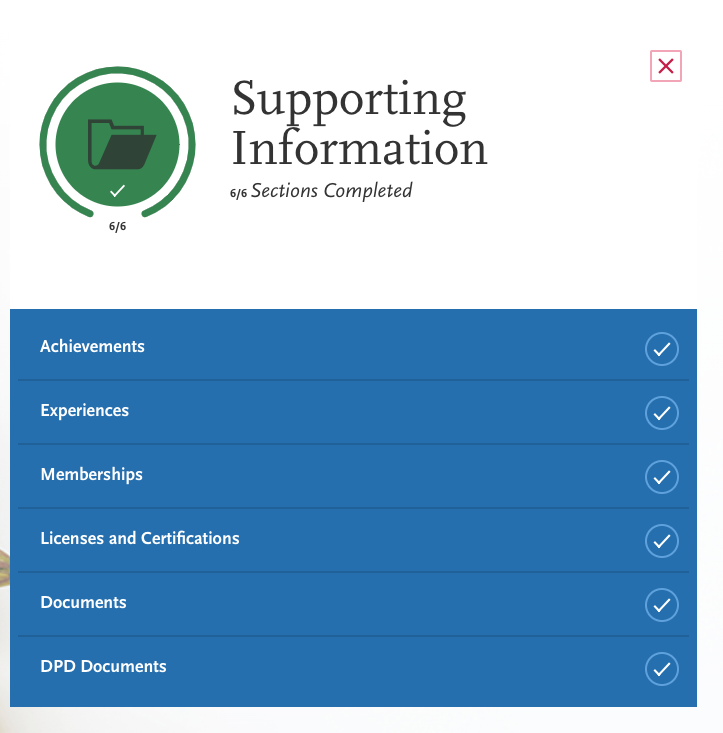 Supporting
Information
6/6 Sections Completed
6/6
Achievements
Experiences
Memberships
Licenses and Certifications
Documents
DPD Documents